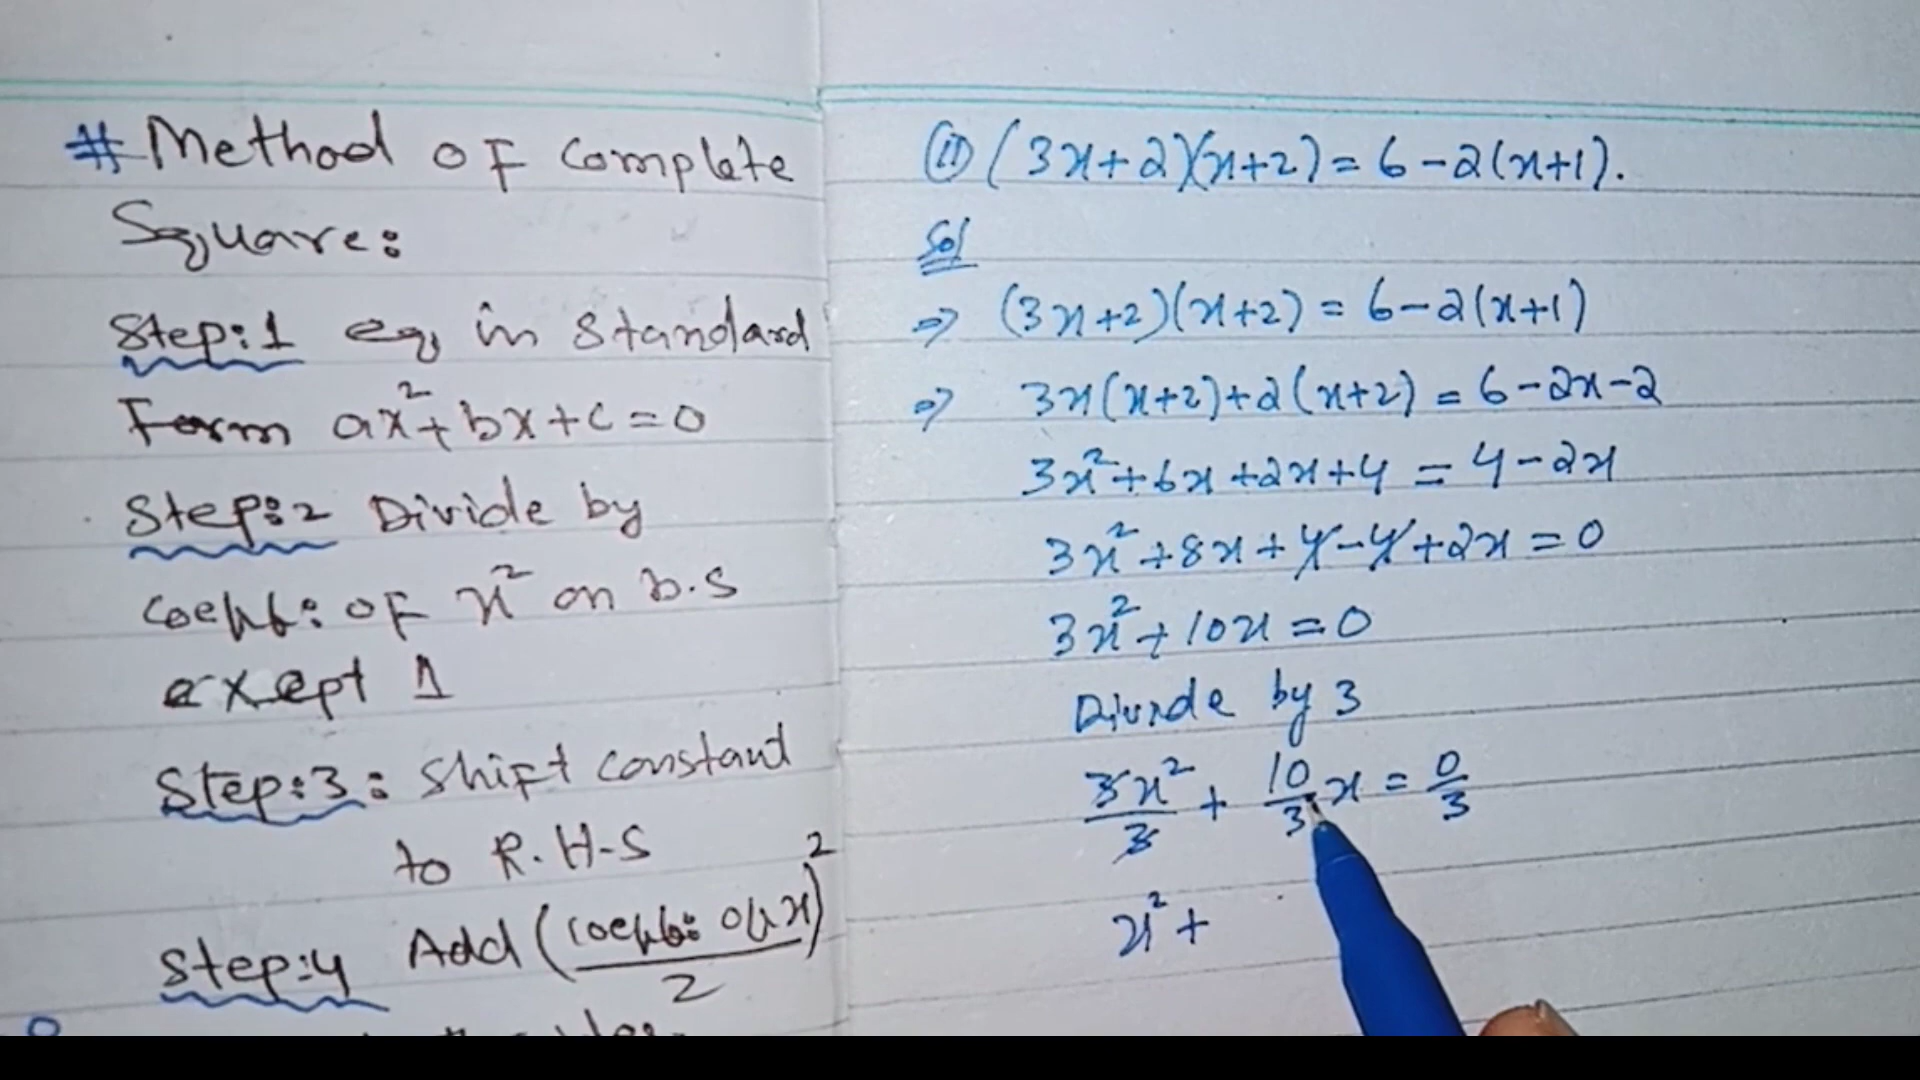 # Method OF Complete
Square:
Step:1 eq in Standard
Form ax²+bx+c=0
Step:2 Divide by
coeff: OF x² on b.s
except 1
Step:3: Shift constant
to R.H-S
Step:4 Add (coeff: of x/2)²
(ii) (3x+2)(x+2)=6-2(x+1).
Sol
⇒ (3x+2)(x+2)=6-2(x+1)
⇒ 3x(x+2)+2(x+2)=6-2x-2
3x²+6x+2x+4=4-2x
3x²+8x+4-4+2x=0
3x²+10x=0
Divide by 3
3x²/3 + 10/3 x = 0/3
x²+